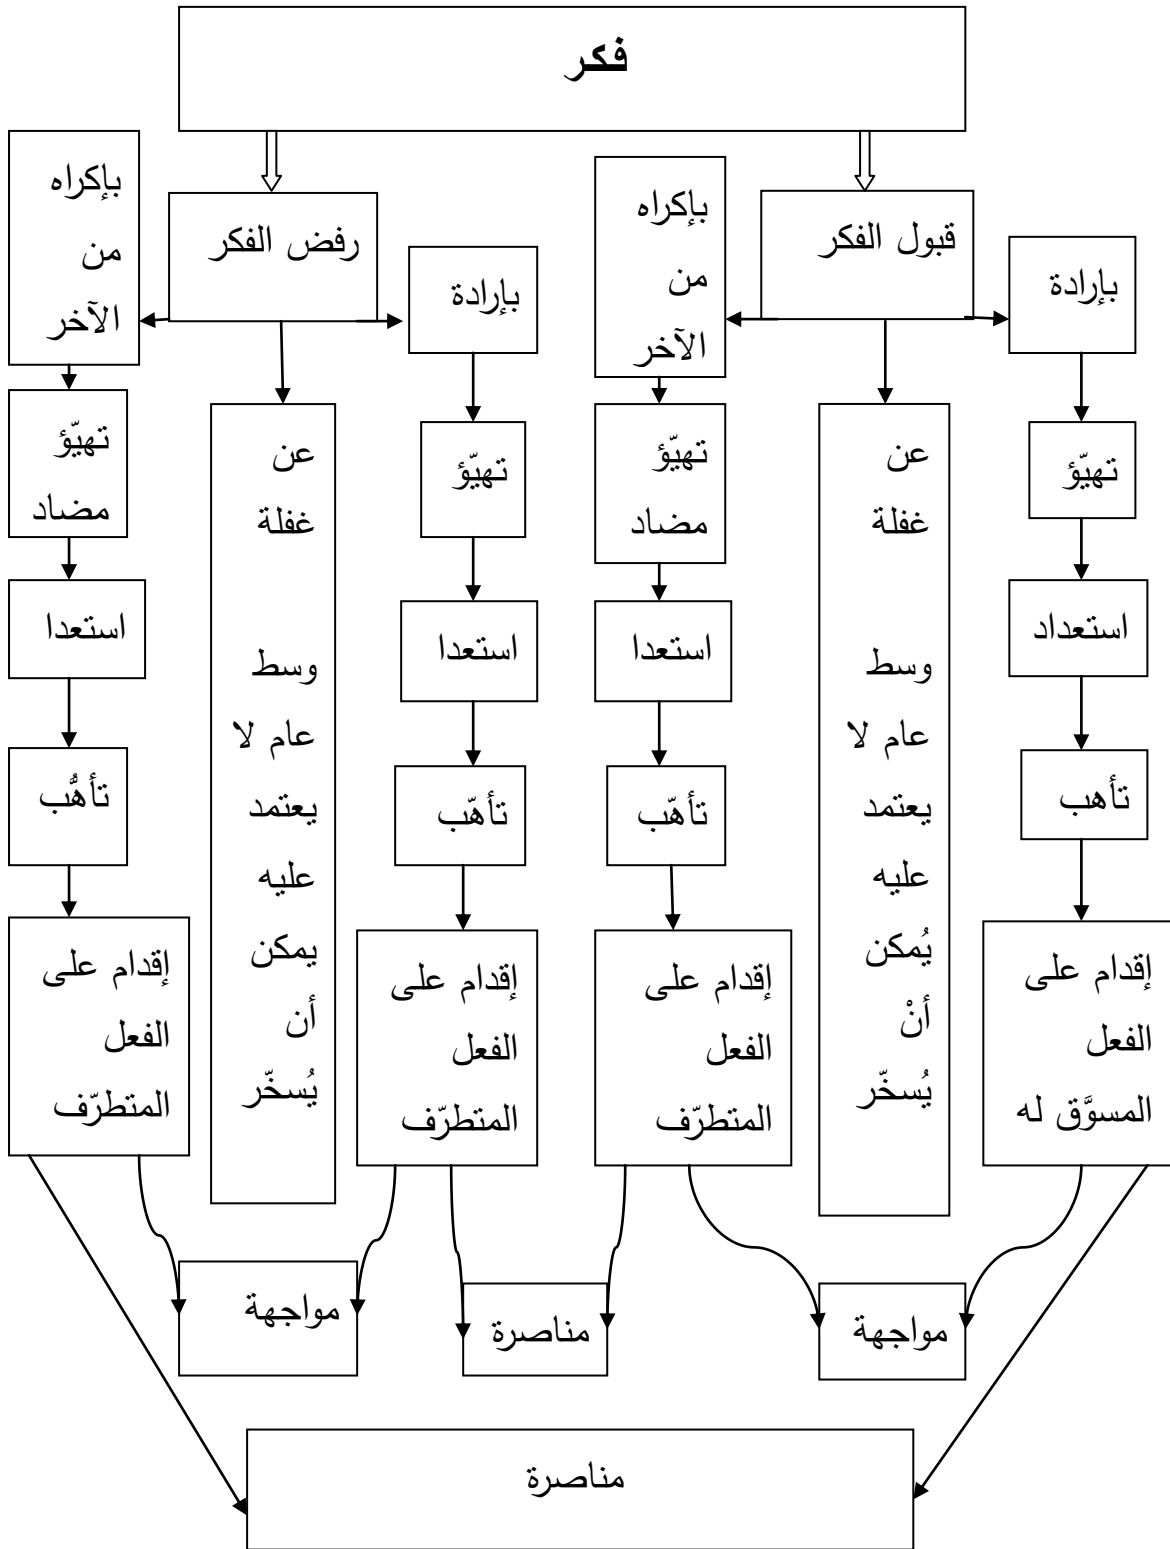 فكر
قبول الفكر
بإرادة
تهيّؤ
استعداد
تأهب
إقدام على
الفعل
المسوَّق له
عن
غفلة
وسط
عام لا
يعتمد
عليه
يُمكن
أنْ
يُسخّر
بإكراه
من
الآخر
تهيّؤ
مضاد
استعدا
تأهّب
إقدام على
الفعل
المتطرّف
رفض الفكر
بإرادة
تهيّؤ
استعدا
تأهّب
إقدام على
الفعل
المتطرّف
عن
غفلة
وسط
عام لا
يعتمد
عليه
يمكن
أن
يُسخّر
بإكراه
من
الآخر
تهيّؤ
مضاد
استعدا
تأهُّب
إقدام على
الفعل
المتطرّف
مواجهة
مناصرة
مواجهة
مناصرة